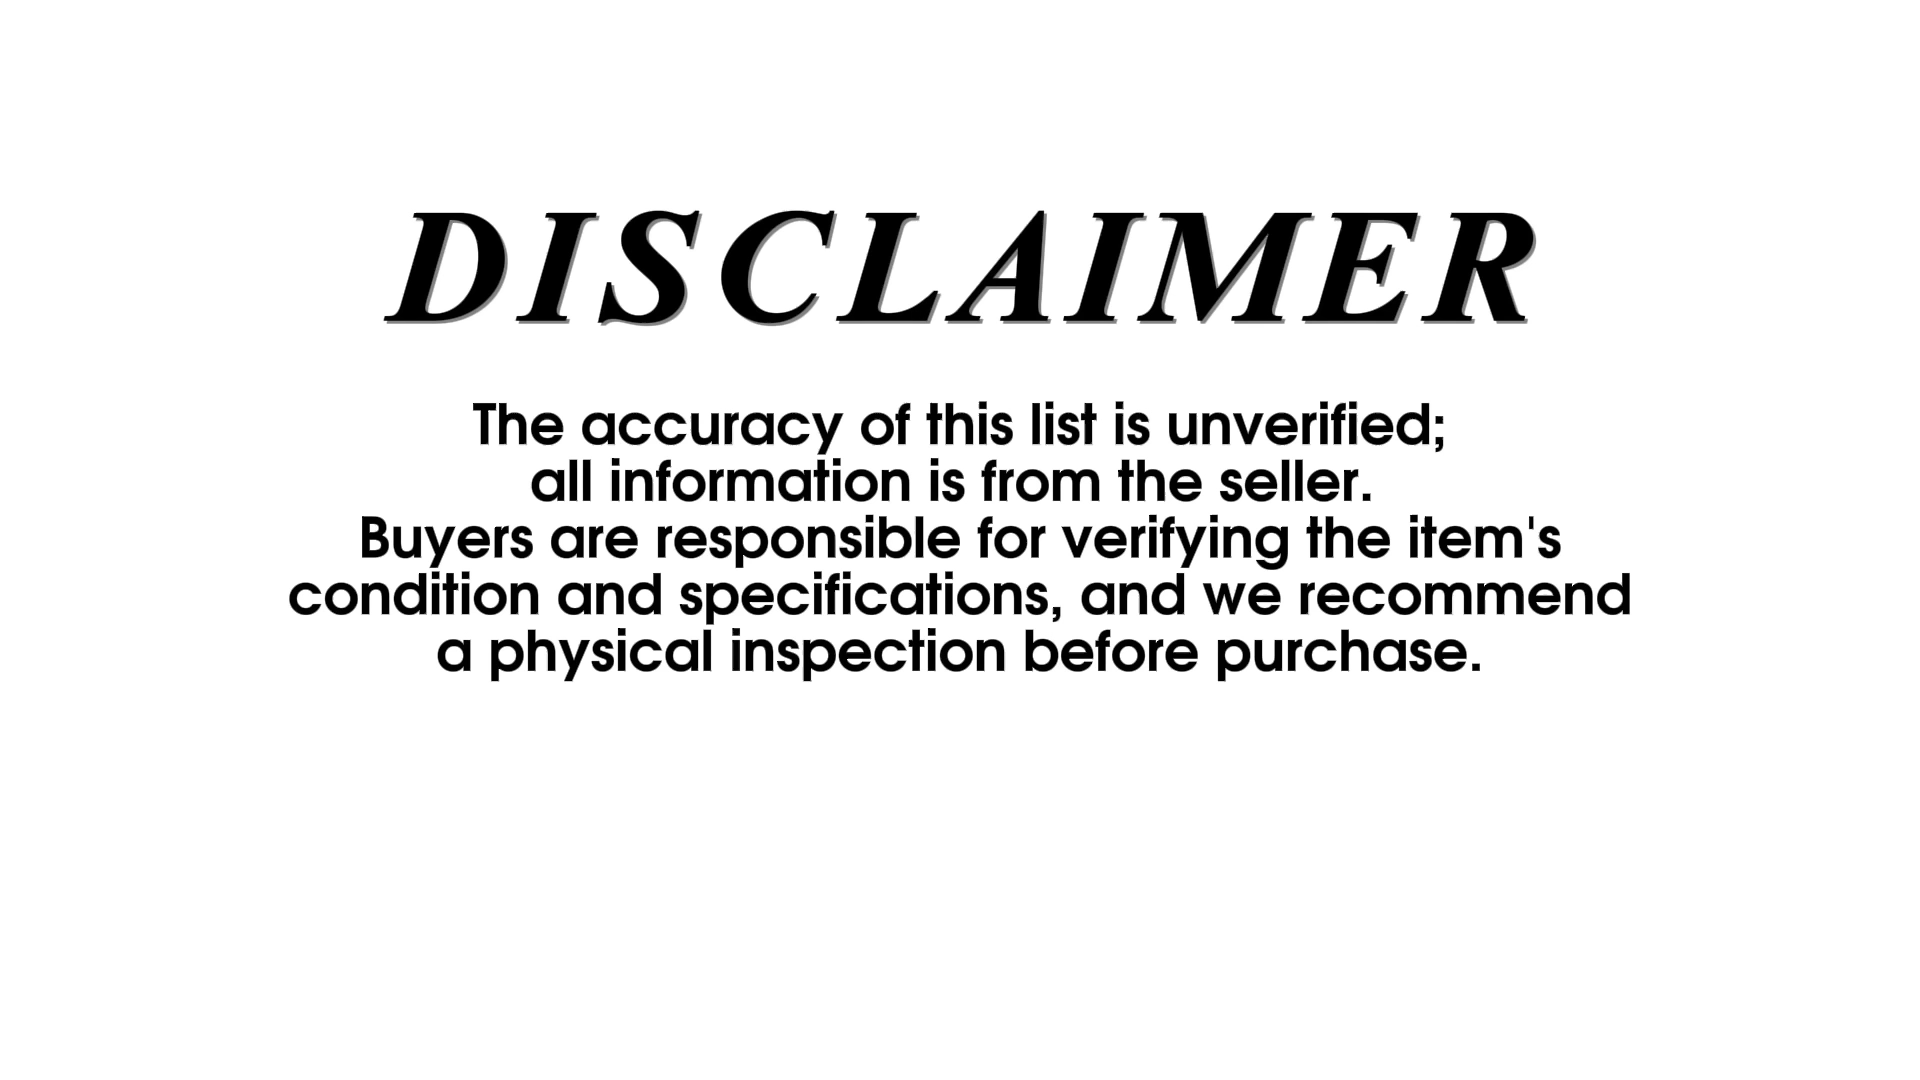 DISCLAIMER
The accuracy of this list is unverified;
all information is from the seller.
Buyers are responsible for verifying the item's
condition and specifications, and we recommend
a physical inspection before purchase.